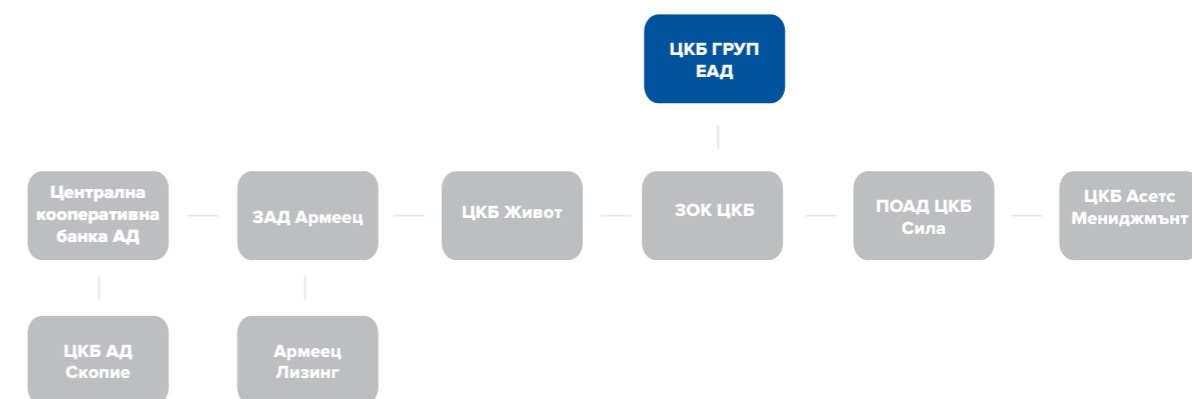 ЦКБ ГРУП
ЕАД
Централна
кооперативна
банка АД
ЗАД Армеец
ЦКБ Живот
ЗОК ЦКБ
ПОАД ЦКБ
Сила
ЦКБ Асетс
Мениджмънт
ЦКБ АД
Скопие
Армеец
Лизинг